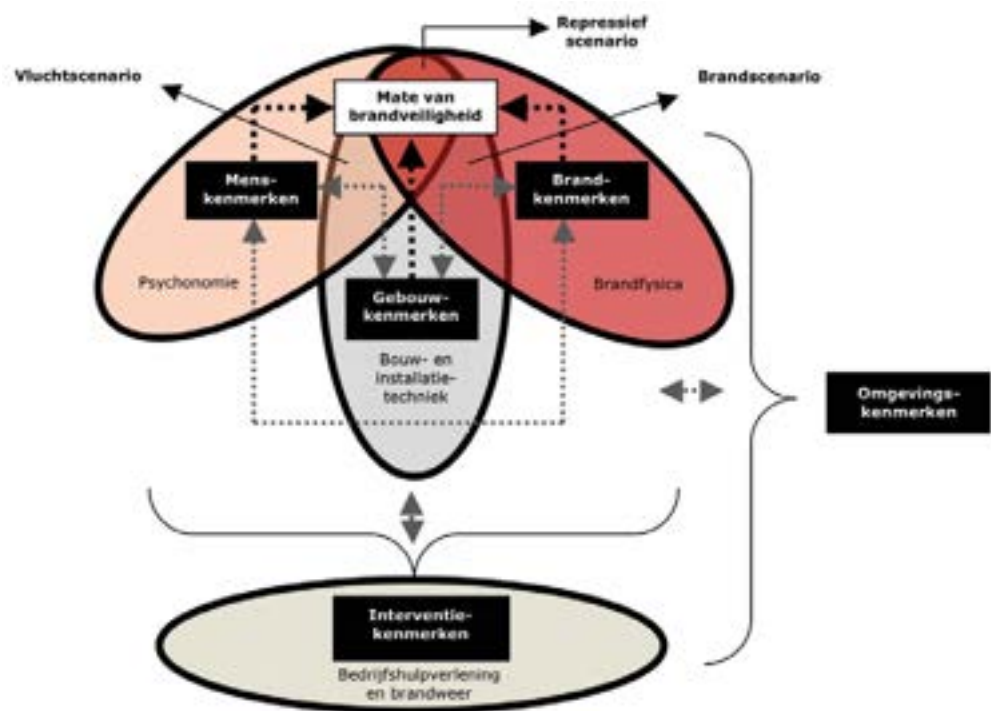 Repressief
scenario
Vluchtscenario
Brandscenario
Mate van
brandveiligheid
Mens-
kenmerken
Brand-
kenmerken
Psychonomie
Gebouw-
kenmerken
Brandfysica
Bouw- en
installatie-
techniek
Omgevings-
kenmerken
Interventie-
kenmerken
Bedrijfshulpverlening
en brandweer